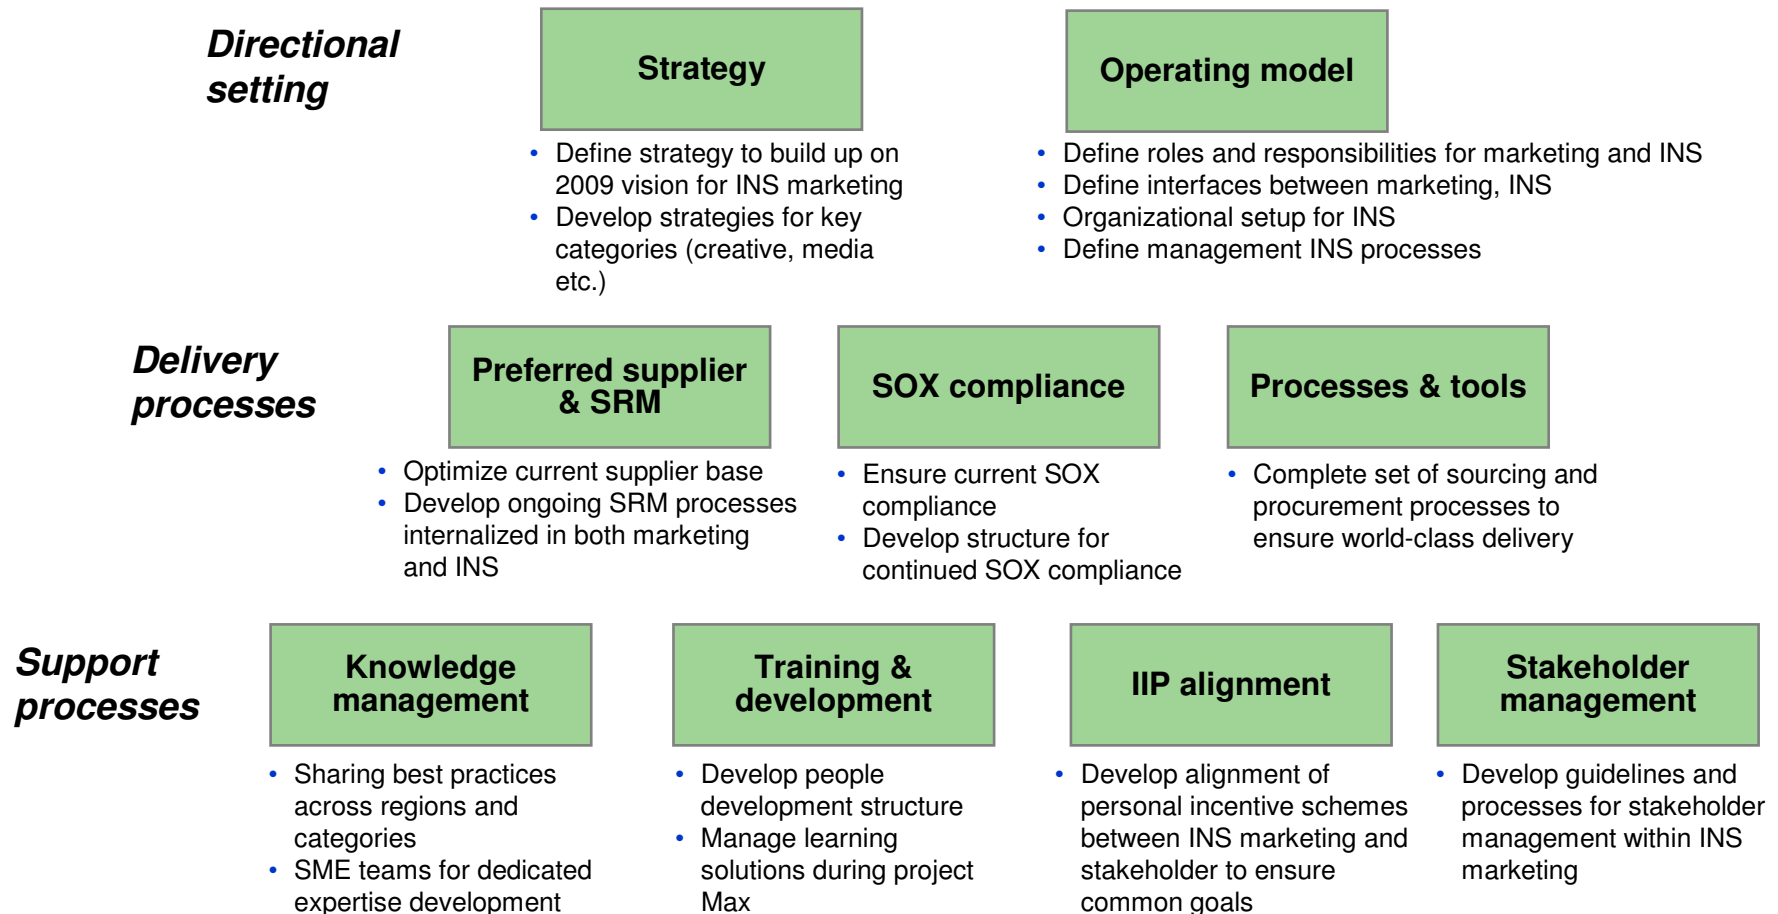 Directional
setting
Strategy
Operating model
• Define strategy to build up on
2009 vision for INS marketing
• Develop strategies for key
categories (creative, media
etc.)
• Define roles and responsibilities for marketing and INS
• Define interfaces between marketing, INS
• Organizational setup for INS
• Define management INS processes
Delivery
processes
Preferred supplier
& SRM
SOX compliance
Processes & tools
• Optimize current supplier base
• Develop ongoing SRM processes
internalized in both marketing
and INS
• Ensure current SOX
compliance
• Develop structure for
continued SOX compliance
• Complete set of sourcing and
procurement processes to
ensure world-class delivery
Support
processes
Knowledge
management
Training &
development
IIP alignment
Stakeholder
management
• Sharing best practices
across regions and
categories
• SME teams for dedicated
expertise development
• Develop people
development structure
• Manage learning
solutions during project
Max
• Develop alignment of
personal incentive schemes
between INS marketing and
stakeholder to ensure
common goals
• Develop guidelines and
processes for stakeholder
management within INS
marketing